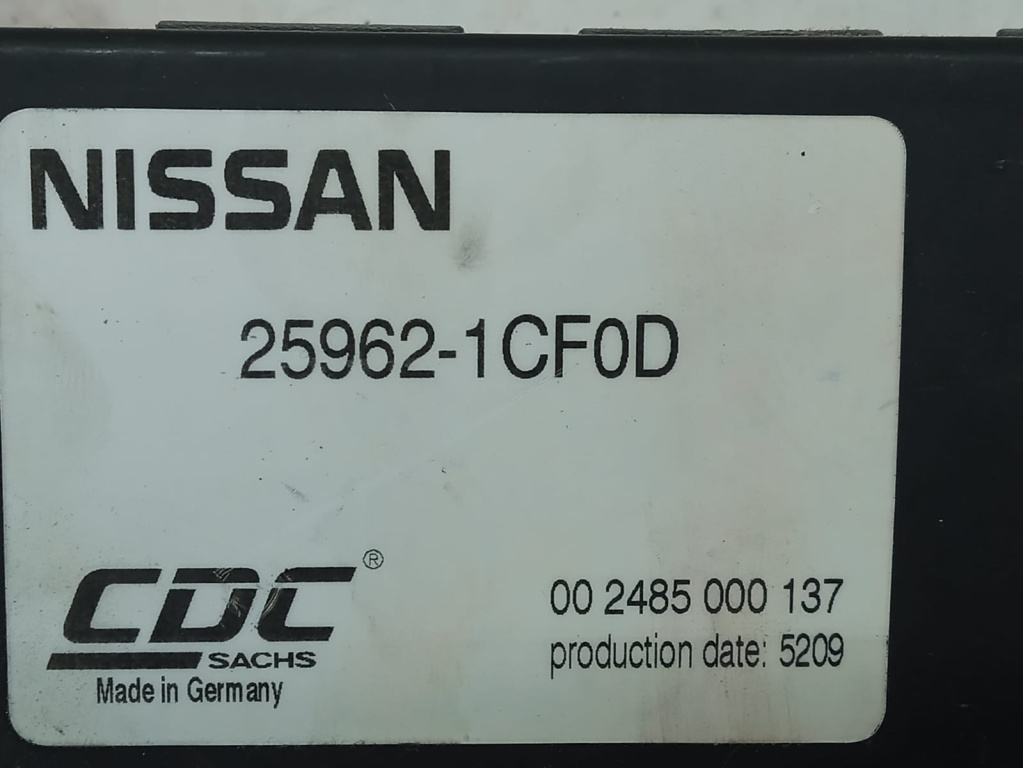 NISSAN
25962-1CF0D
CDC®
SACHS
Made in Germany
00 2485 000 137
production date: 5209